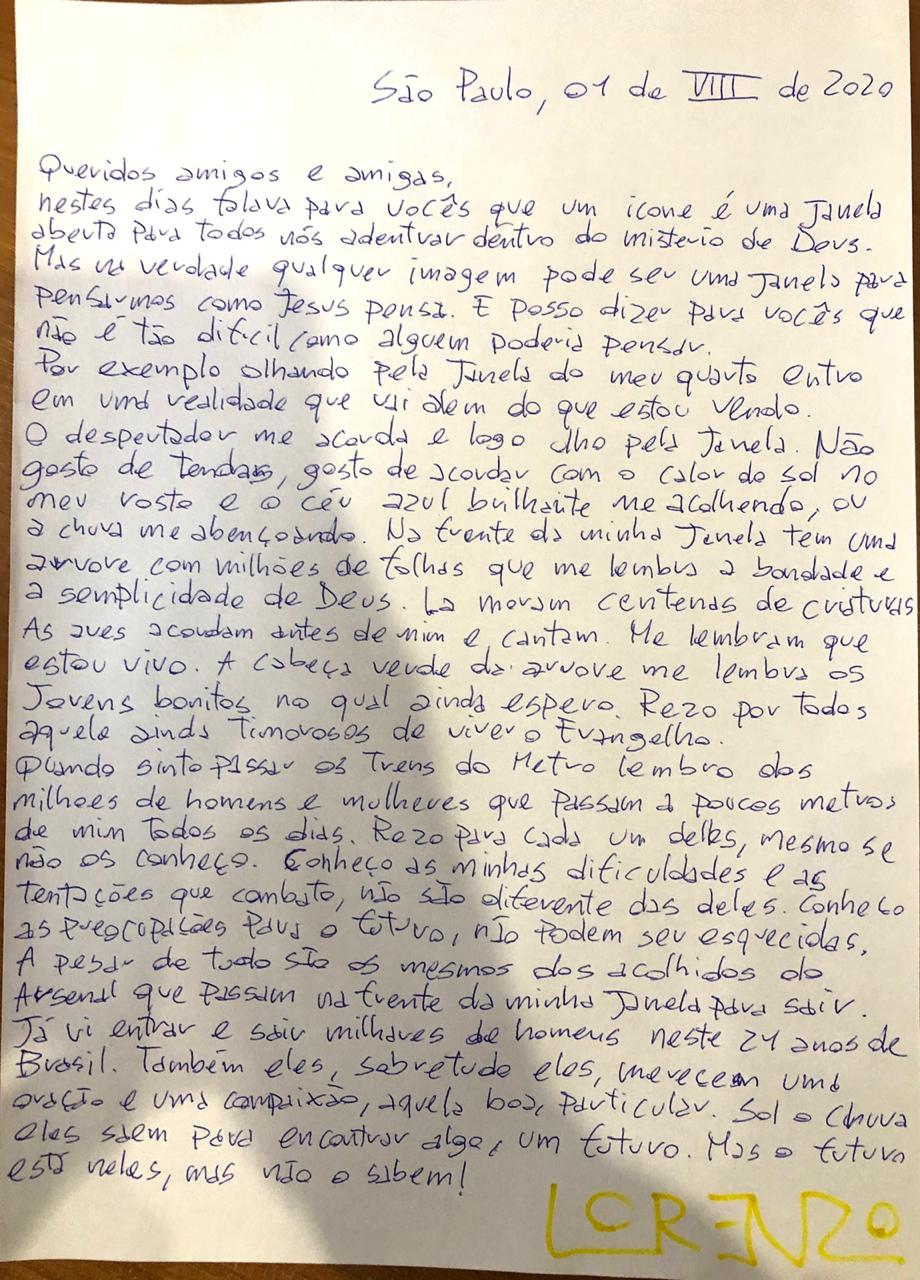 São Paulo, 01 de VIII de 2020
Queridos amigos e amigas,
nestes dias falava para vocês que um icone é uma Janela
aberta para todos nós adentrar dentro do misterio de Deus.
Mas na verdade qualquer imagem pode ser uma Janela para
pensarmos como Jesus pensa. E posso dizer para vocês que
não é tão dificil como alguem poderia pensar.
Por exemplo olhando pela Janela do meu quarto entro
em uma realidade que vai alem do que estou vendo.
O despertador me acorda e logo olho pela Janela. Não
gosto de tendas, gosto de acordar com o calor do sol no
meu rosto e o céu azul brilhante me acolhendo, ou
a chuva me abençoando. Na frente da minha Janela tem uma
arvore com milhões de folhas que me lembra a bondade e
a semplicidade de Deus. La moram centenas de criaturas
As aves acordam antes de mim e cantam. Me lembram que
estou vivo. A cabeça verde da arvore me lembra os
Jovens bonitos no qual ainda espero. Rezo por todos
aquele ainda Timorosos de viver o Evangelho.
Quando sinto passar os Trens do Metro lembro dos
milhoes de homens e mulheres que passam a poucos metros
de mim Todos os dias. Rezo para cada um delles, mesmo se
não os conheço. Conheço as minhas dificuldades e as
tentações que combato, não são diferente das deles. Conheço
as preocopações para o futuro, não podem ser esquecidas.
A pesar de tudo são os mesmos dos acolhidos do
Arsenal que passam na frente da minha Janela para sair.
Já vi entrar e sair milhares de homens neste 21 anos de
Brasil. Também eles, sobretudo eles, merecem uma
oração e uma compaixão, aquela boa, particular. Sol o chuva
eles saem para encontrar algo, um futuro. Mas o futuro
está neles, mas não o sabem!
LORENZO